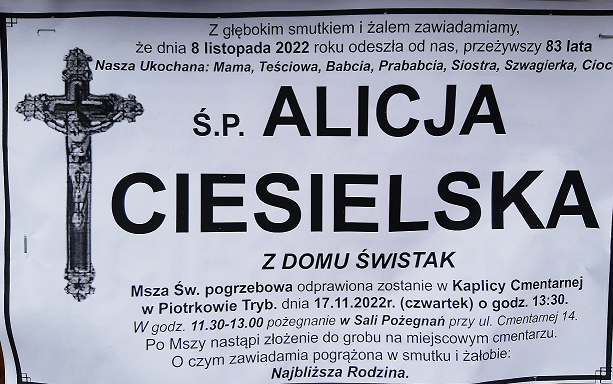 Z głębokim smutkiem i żalem zawiadamiamy,
że dnia 8 listopada 2022 roku odeszła od nas, przeżywszy 83 lata
Nasza Ukochana: Mama, Teściowa, Babcia, Prababcia, Siostra, Szwagierka, Cioc
Ś.P. ALICJA
CIESIELSKA
Z DOMU ŚWISTAK
Msza Św. pogrzebowa odprawiona zostanie w Kaplicy Cmentarnej
w Piotrkowie Tryb. dnia 17.11.2022r. (czwartek) o godz. 13:30.
W godz. 11.30-13.00 pożegnanie w Sali Pożegnań przy ul. Cmentarnej 14.
Po Mszy nastąpi złożenie do grobu na miejscowym cmentarzu.
O czym zawiadamia pogrążona w smutku i żałobie:
Najbliższa Rodzina.